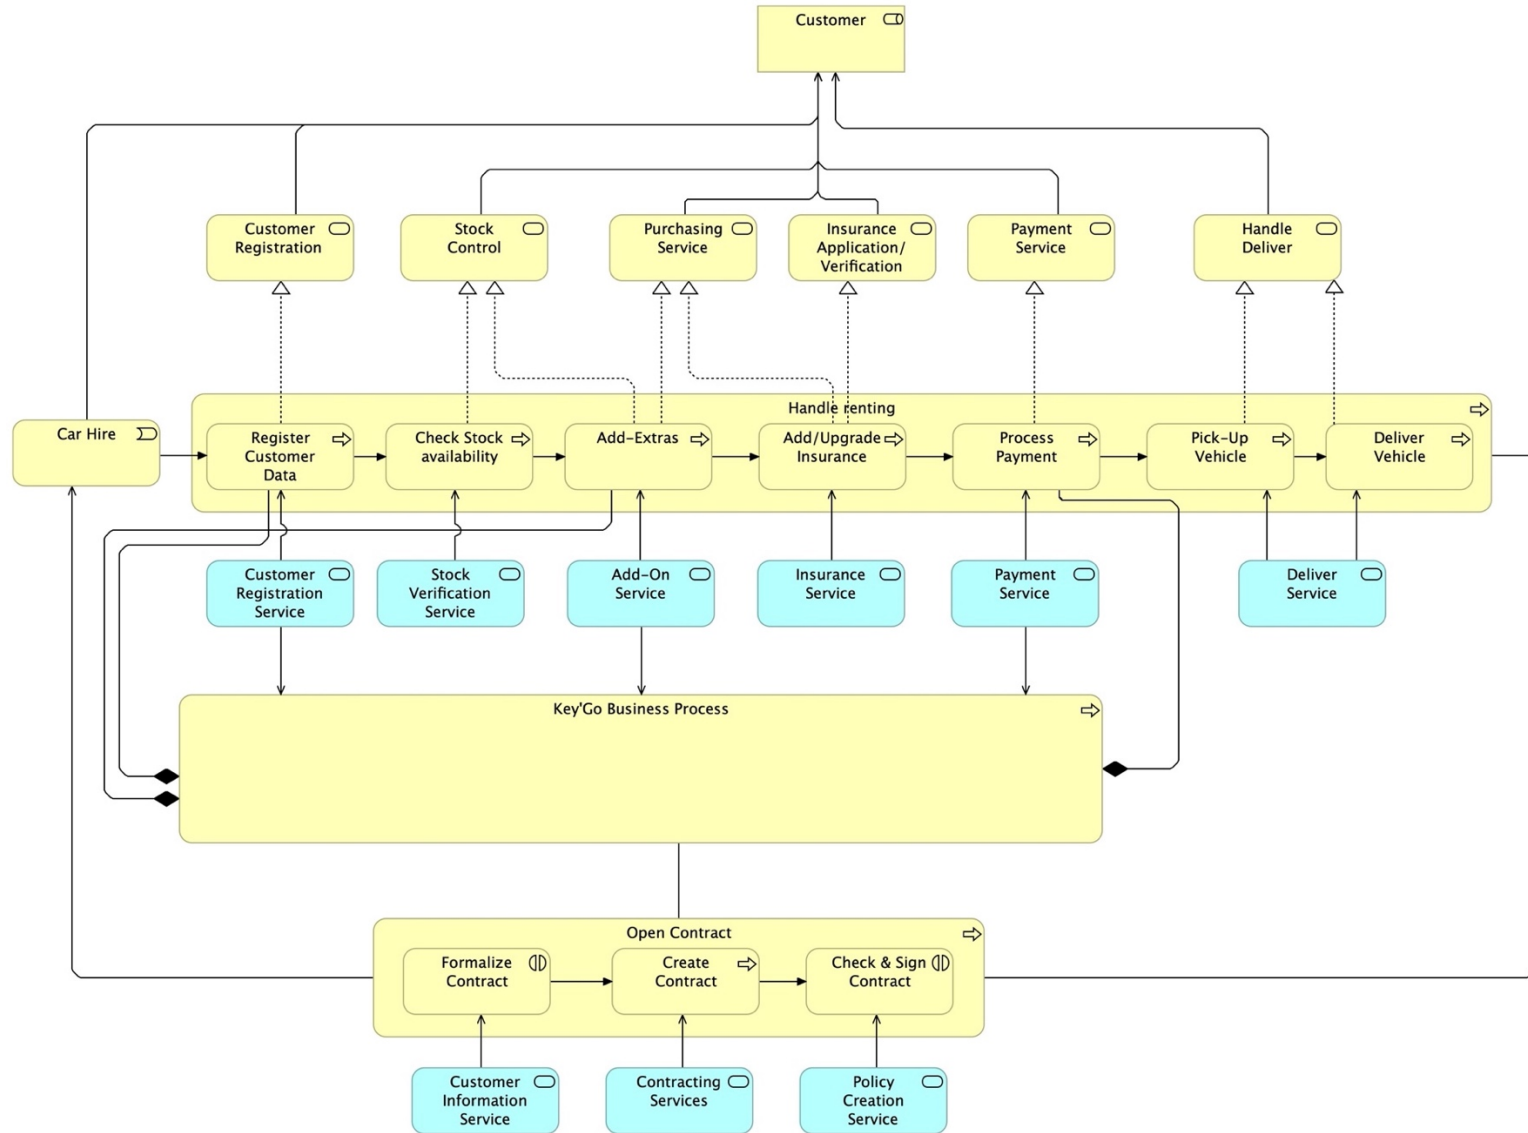 Customer
Customer
Registration
Stock
Control
Purchasing
Service
Insurance
Application/
Verification
Payment
Service
Handle
Deliver
Handle renting
Car Hire
Register
Customer
Data
Check Stock
availability
Add-Extras
Add/Upgrade
Insurance
Process
Payment
Pick-Up
Vehicle
Deliver
Vehicle
Customer
Registration
Service
Stock
Verification
Service
Add-On
Service
Insurance
Service
Payment
Service
Deliver
Service
Key'Go Business Process
Open Contract
Formalize
Contract
Create
Contract
Check & Sign
Contract
Customer
Information
Service
Contracting
Services
Policy
Creation
Service